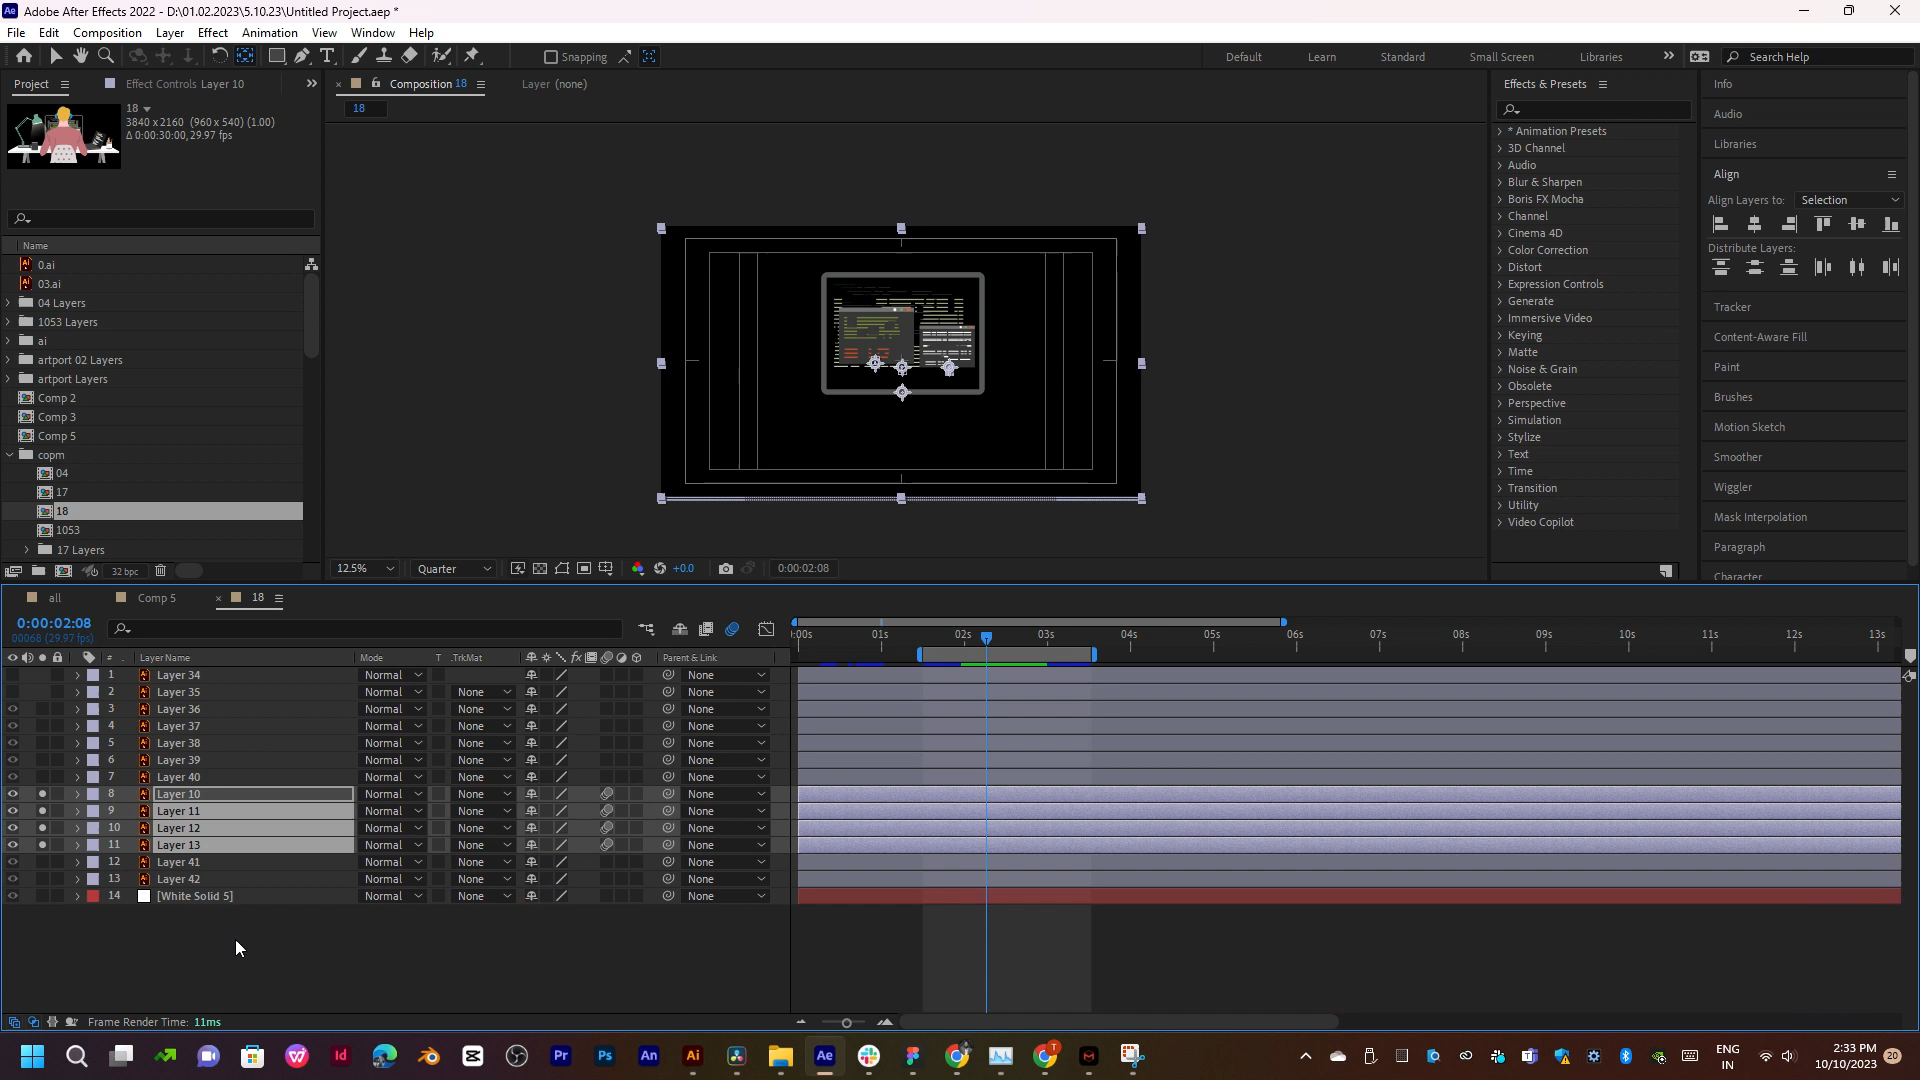 Adobe After Effects 2022 - D:\01.02.2023\5.10.23\Untitled Project.aep *
File Edit Composition Layer Effect Animation View Window Help
Snapping
Default Learn Standard Small Screen Libraries Search Help
Project
Effect Controls Layer 10
Composition 18
Layer (none)
18
18
3840 x 2160 (960 x 540) (1.00)
Δ 0:00:30:00, 29.97 fps
Name
0.ai
03.ai
04 Layers
1053 Layers
ai
artport 02 Layers
artport Layers
Comp 2
Comp 3
Comp 5
copm
04
17
18
1053
17 Layers
32 bpc
12.5%
Quarter
+0.0
0:00:02:08
Effects & Presets
* Animation Presets
3D Channel
Audio
Blur & Sharpen
Boris FX Mocha
Channel
Cinema 4D
Color Correction
Distort
Expression Controls
Generate
Immersive Video
Keying
Matte
Noise & Grain
Obsolete
Perspective
Simulation
Stylize
Text
Time
Transition
Utility
Video Copilot
Info
Audio
Libraries
Align
Align Layers to: Selection
Distribute Layers:
Tracker
Content-Aware Fill
Paint
Brushes
Motion Sketch
Smoother
Wiggler
Mask Interpolation
Paragraph
Character
all
Comp 5
18
0:00:02:08
00068 (29.97 fps)
):00s 01s 02s 03s 04s 05s 06s 07s 08s 09s 10s 11s 12s 13s
# Layer Name Mode T .TrkMat Parent & Link
1 Layer 34 Normal None
2 Layer 35 Normal None None
3 Layer 36 Normal None None
4 Layer 37 Normal None None
5 Layer 38 Normal None None
6 Layer 39 Normal None None
7 Layer 40 Normal None None
8 Layer 10 Normal None None
9 Layer 11 Normal None None
10 Layer 12 Normal None None
11 Layer 13 Normal None None
12 Layer 41 Normal None None
13 Layer 42 Normal None None
14 [White Solid 5] Normal None None
Frame Render Time: 11ms
ENG
IN
2:33 PM
10/10/2023
20